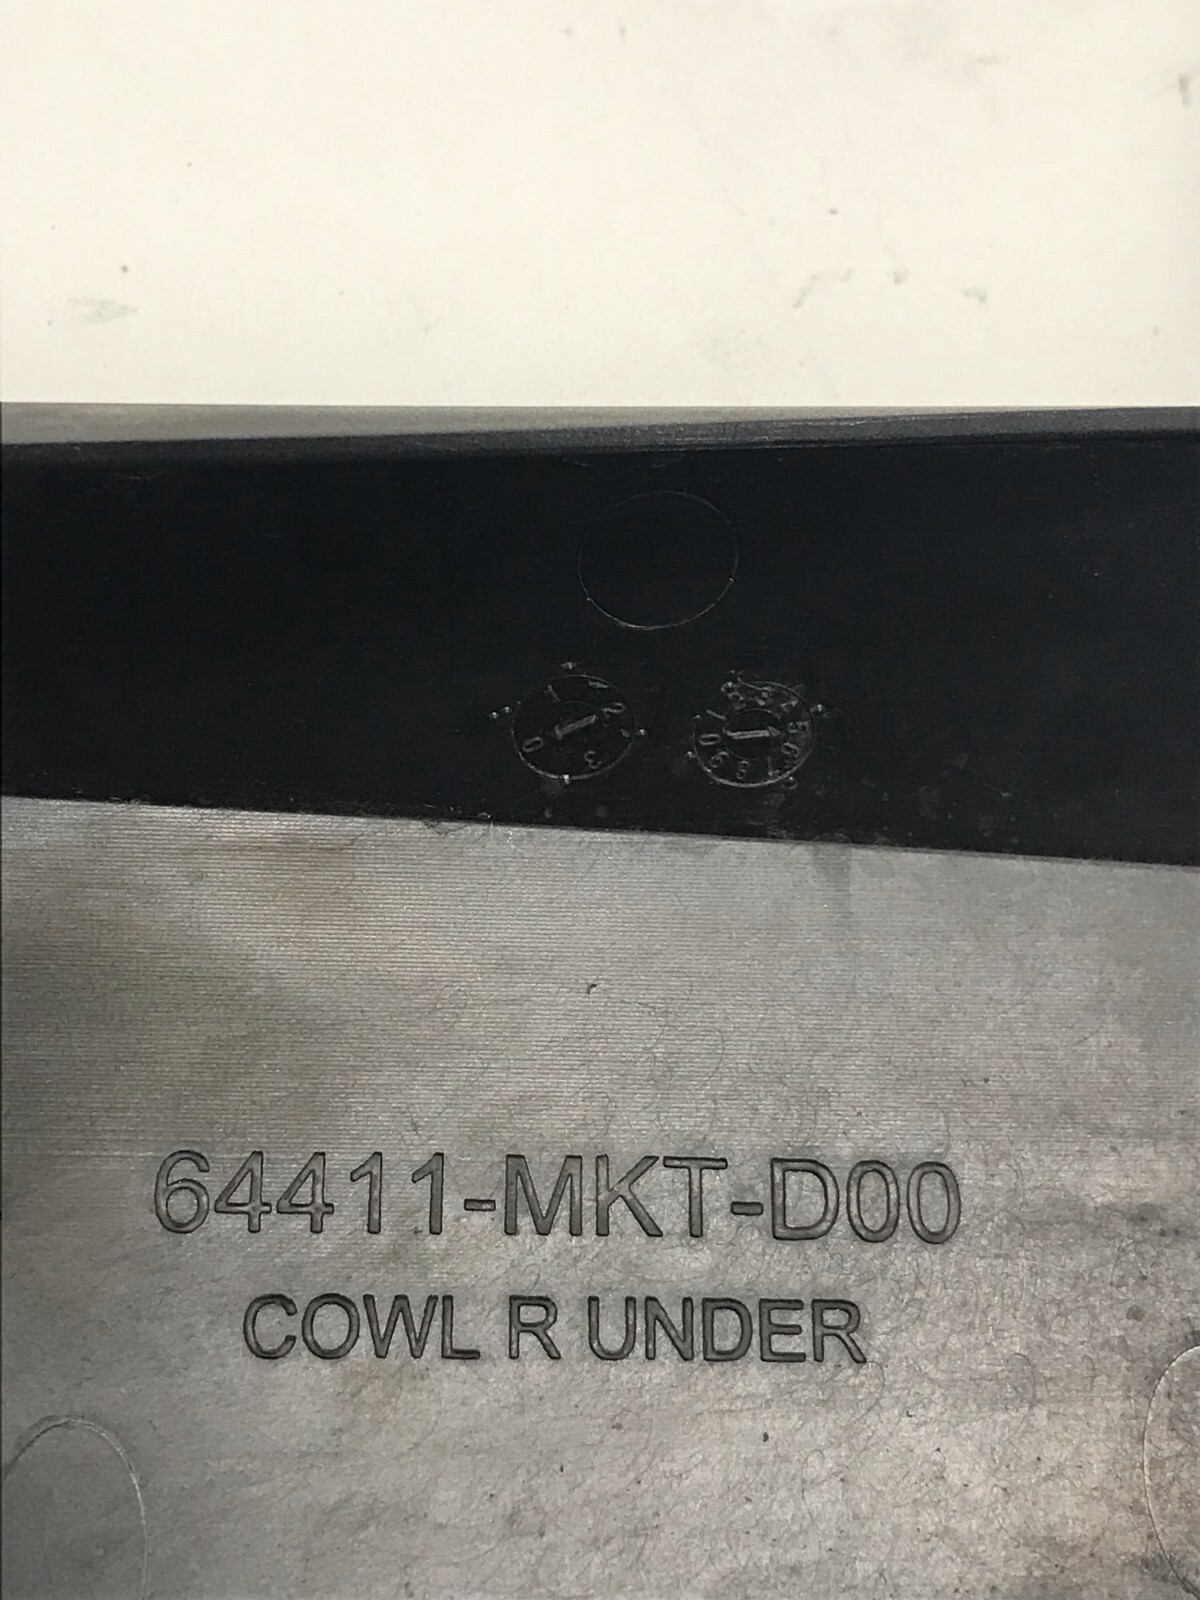 64411-MKT-D00
COWL R UNDER